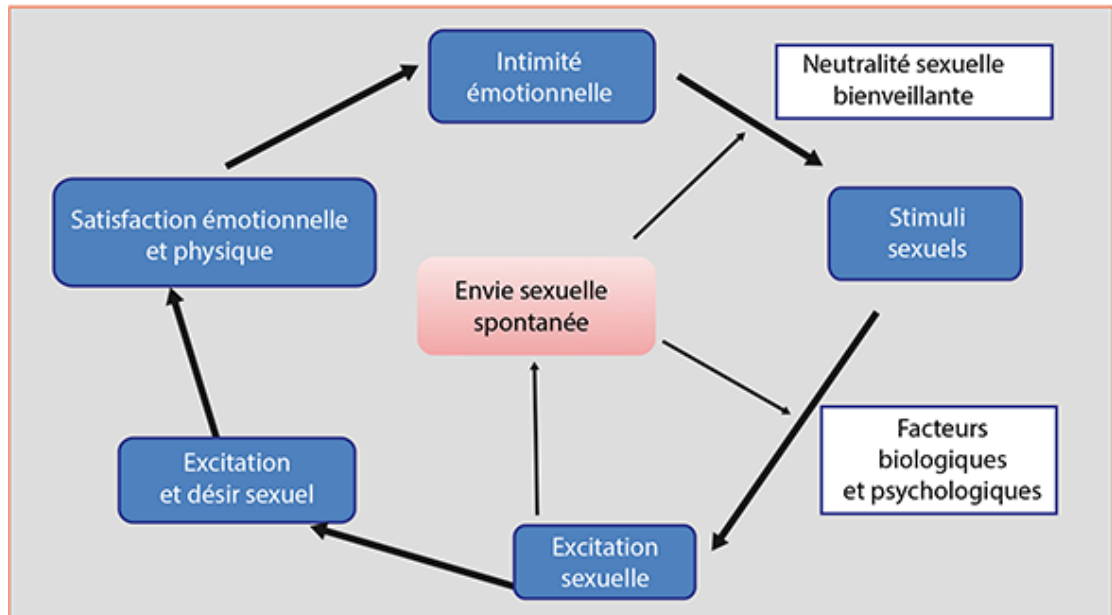 Intimité
émotionnelle
Neutralité sexuelle
bienveillante
Satisfaction émotionnelle
et physique
Stimuli
sexuels
Envie sexuelle
spontanée
Excitation
et désir sexuel
Facteurs
biologiques
et psychologiques
Excitation
sexuelle